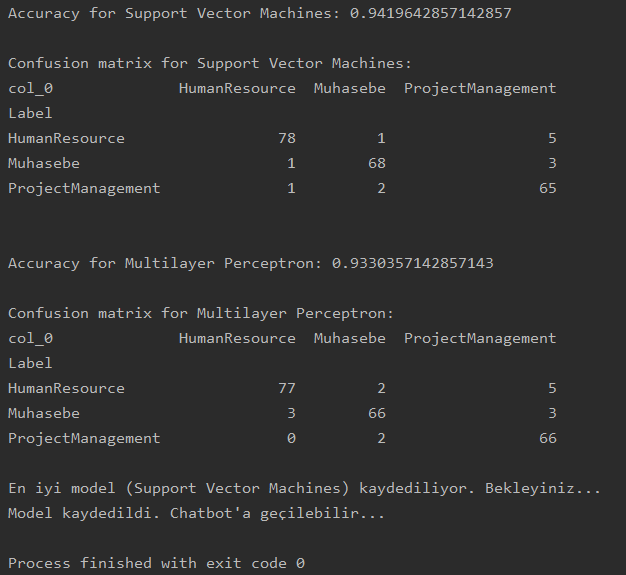 Accuracy for Support Vector Machines: 0.9419642857142857
Confusion matrix for Support Vector Machines:
col_0 HumanResource Muhasebe ProjectManagement
Label
HumanResource 78 1 5
Muhasebe 1 68 3
ProjectManagement 1 2 65
Accuracy for Multilayer Perceptron: 0.9330357142857143
Confusion matrix for Multilayer Perceptron:
col_0 HumanResource Muhasebe ProjectManagement
Label
HumanResource 77 2 5
Muhasebe 3 66 3
ProjectManagement 0 2 66
En iyi model (Support Vector Machines) kaydediliyor. Bekleyiniz...
Model kaydedildi. Chatbot'a geçilebilir...
Process finished with exit code 0